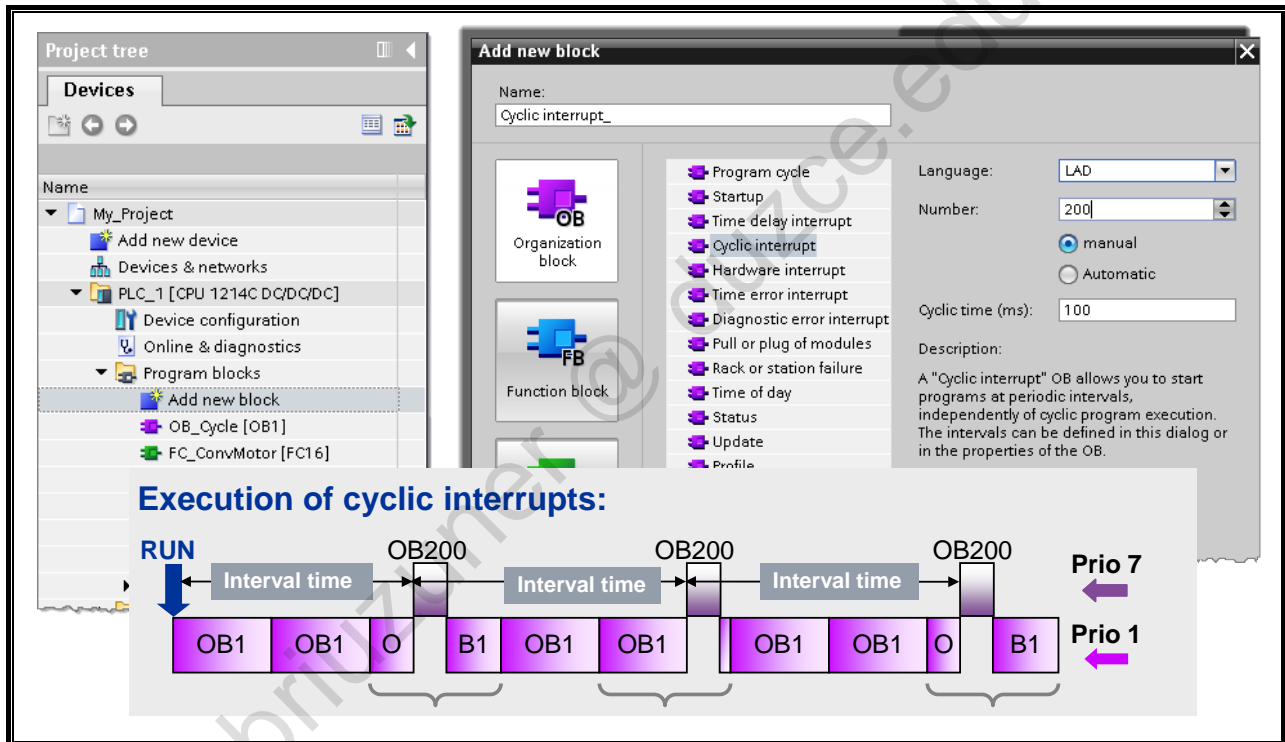 Project tree
Devices
Name
My_Project
Add new device
Devices & networks
PLC_1 [CPU 1214C DC/DC/DC]
Device configuration
Online & diagnostics
Program blocks
Add new block
OB_Cycle [OB1]
FC_ConvMotor [FC16]
Add new block
Name:
Cyclic interrupt_
OB
Organization
block
FB
Function block
Program cycle
Startup
Time delay interrupt
Cyclic interrupt
Hardware interrupt
Time error interrupt
Diagnostic error interrupt
Pull or plug of modules
Rack or station failure
Time of day
Status
Update
Profile
Language:
LAD
Number:
200
manual
Automatic
Cyclic time (ms):
100
Description:
A "Cyclic interrupt" OB allows you to start
programs at periodic intervals,
independently of cyclic program execution.
The intervals can be defined in this dialog or
in the properties of the OB.
Execution of cyclic interrupts:
RUN OB200 OB200 OB200
Interval time Interval time Interval time Prio 7
OB1 OB1 O B1 OB1 OB1 OB1 OB1 O B1 Prio 1